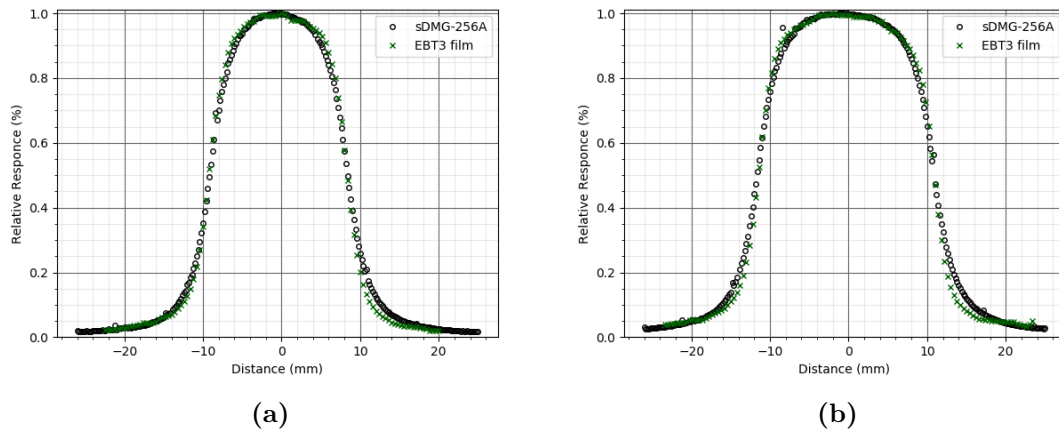 1.0
0.8
0.6
0.4
0.2
0.0
Relative Responce (%)
−20 −10 0 10 20
Distance (mm)
sDMG-256A
EBT3 film
(a)
1.0
0.8
0.6
0.4
0.2
0.0
Relative Responce (%)
−20 −10 0 10 20
Distance (mm)
sDMG-256A
EBT3 film
(b)